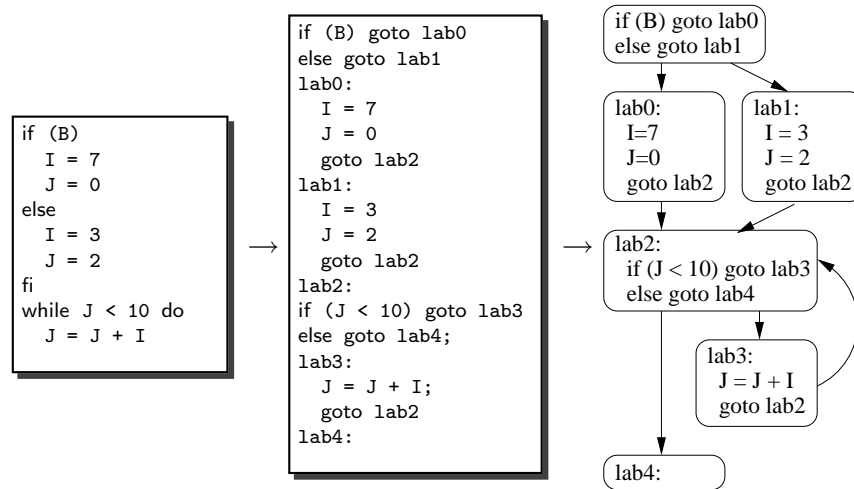 if (B)
I = 7
J = 0
else
I = 3
J = 2
fi
while J < 10 do
J = J + I
if (B) goto lab0
else goto lab1
lab0:
I = 7
J = 0
goto lab2
lab1:
I = 3
J = 2
goto lab2
lab2:
if (J < 10) goto lab3
else goto lab4;
lab3:
J = J + I;
goto lab2
lab4:
if (B) goto lab0
else goto lab1
lab0:
I=7
J=0
goto lab2
lab1:
I = 3
J = 2
goto lab2
lab2:
if (J < 10) goto lab3
else goto lab4
lab3:
J = J + I
goto lab2
lab4: